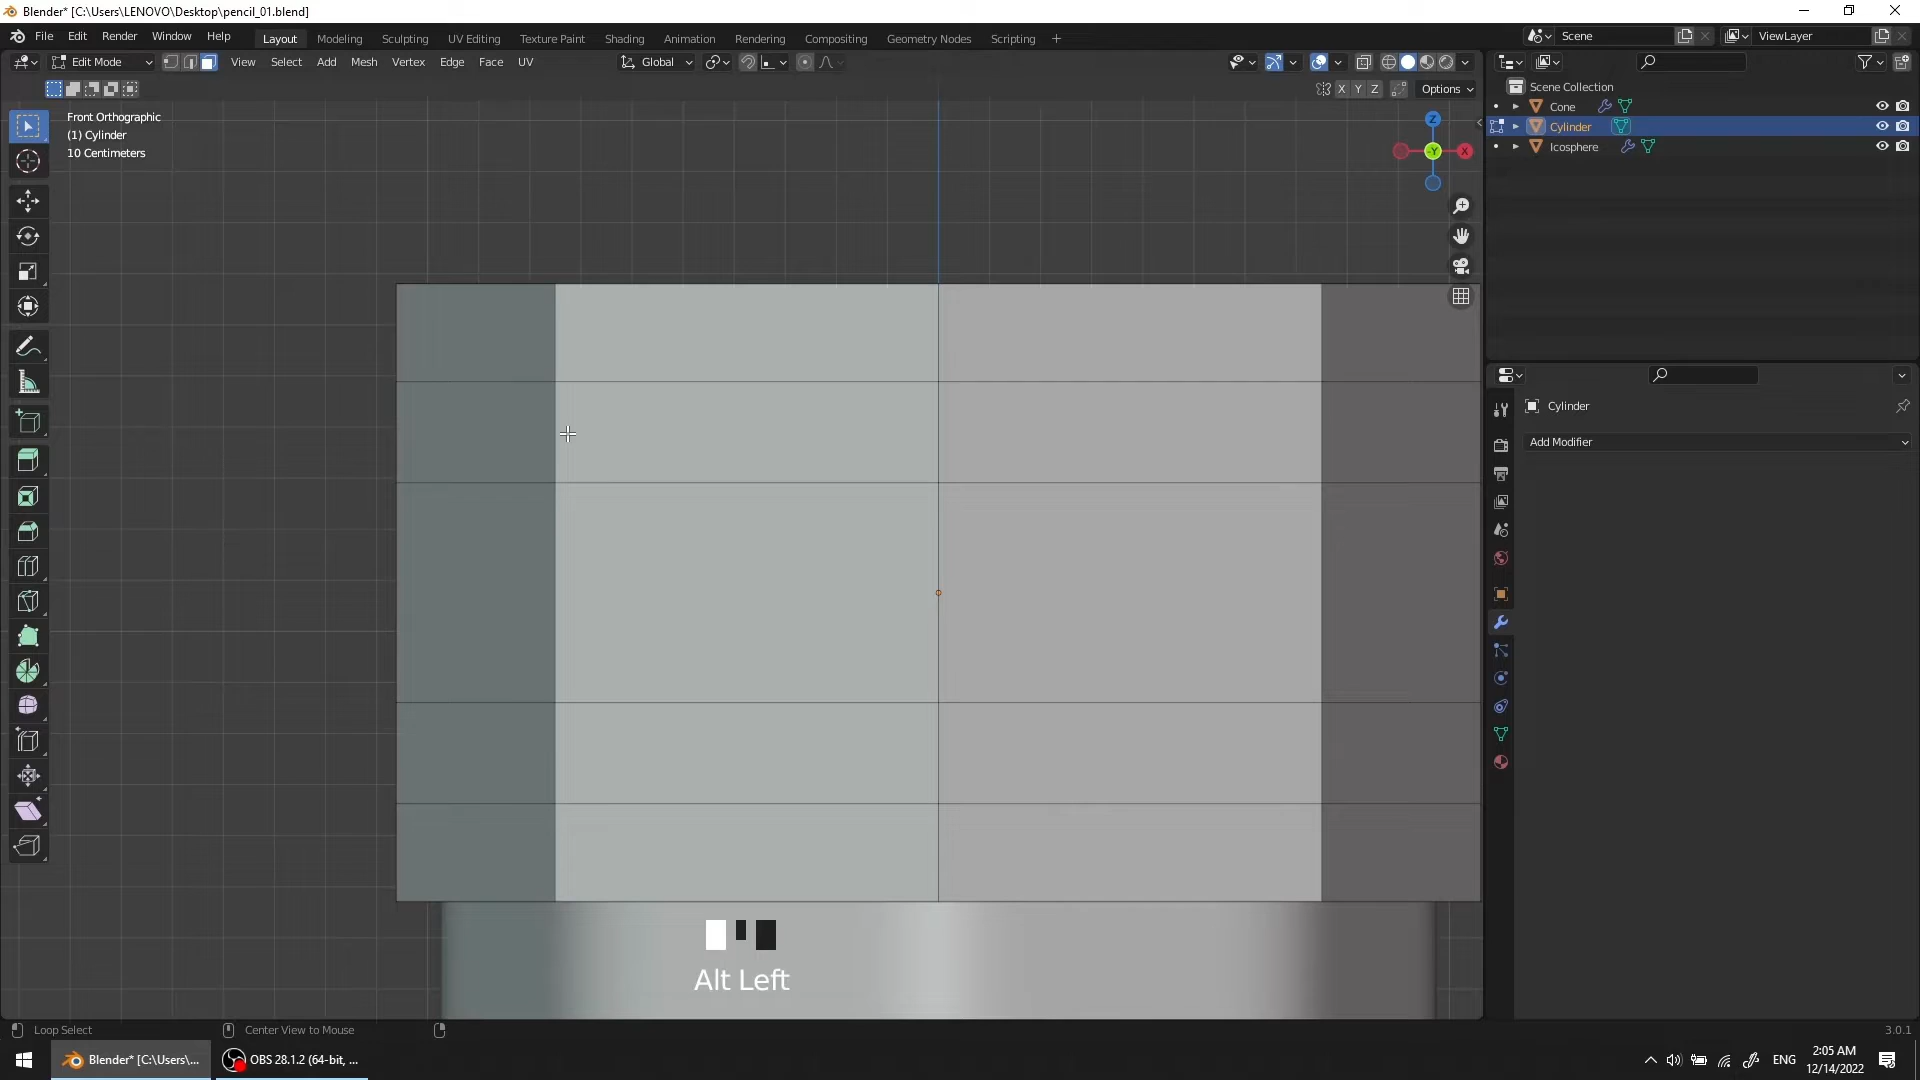 Blender* [C:\Users\LENOVO\Desktop\pencil_01.blend]
File Edit Render Window Help Layout Modeling Sculpting UV Editing Texture Paint Shading Animation Rendering Compositing Geometry Nodes Scripting + Scene ViewLayer
Edit Mode View Select Add Mesh Vertex Edge Face UV Global
X Y Z Options
Scene Collection
Cone
Cylinder
Icosphere
Front Orthographic
(1) Cylinder
10 Centimeters
Z
-Y X
Cylinder
Add Modifier
Alt Left
Loop Select Center View to Mouse 3.0.1
Blender* [C:\Users\... OBS 28.1.2 (64-bit, ... ENG 2:05 AM
12/14/2022